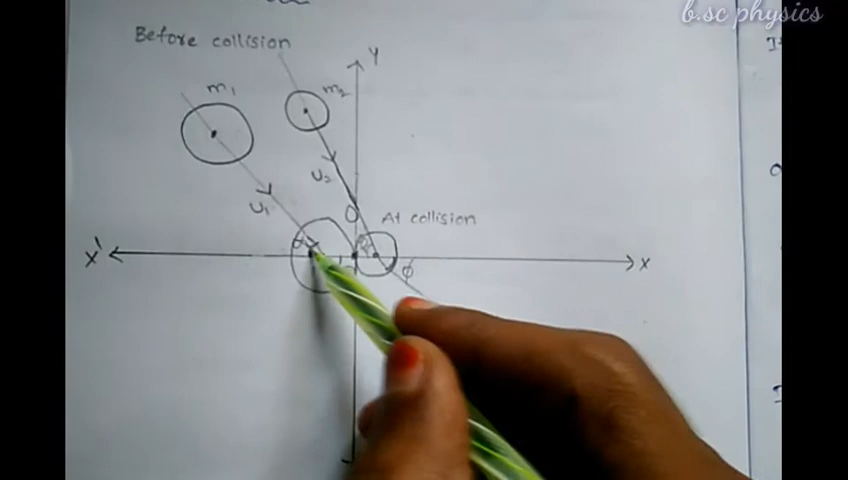 b.sc physics
Before collision
Y
m₁
m₂
u₂
u₁
O
At collision
X'
X
φ